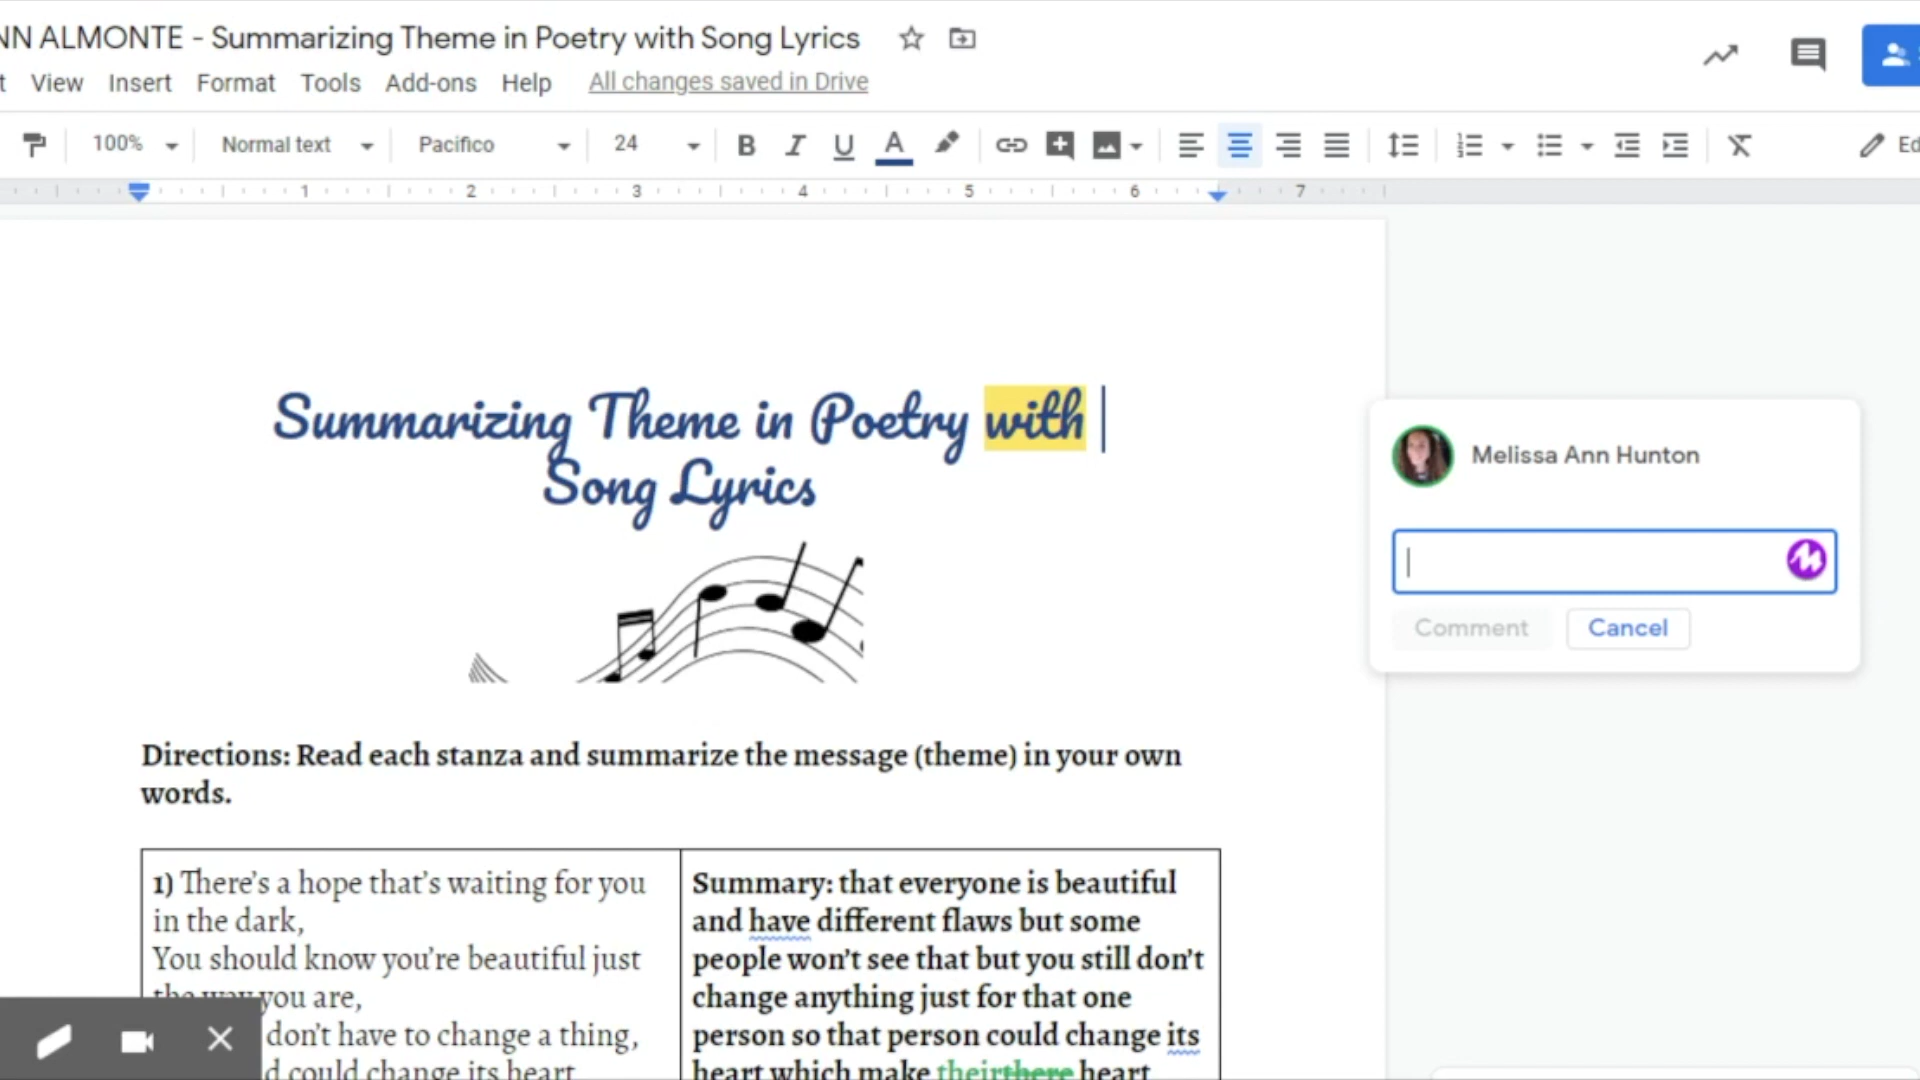 NN ALMONTE - Summarizing Theme in Poetry with Song Lyrics
View Insert Format Tools Add-ons Help All changes saved in Drive
100% Normal text Pacifico 24 B I U A
1 2 3 4 5 6 7
Summarizing Theme in Poetry with
Song Lyrics
Melissa Ann Hunton
Comment Cancel
Directions: Read each stanza and summarize the message (theme) in your own
words.
1) There's a hope that's waiting for you
in the dark,
You should know you're beautiful just
the way you are,
don't have to change a thing,
d could change its heart
Summary: that everyone is beautiful
and have different flaws but some
people won't see that but you still don't
change anything just for that one
person so that person could change its
heart which make theirthere heart